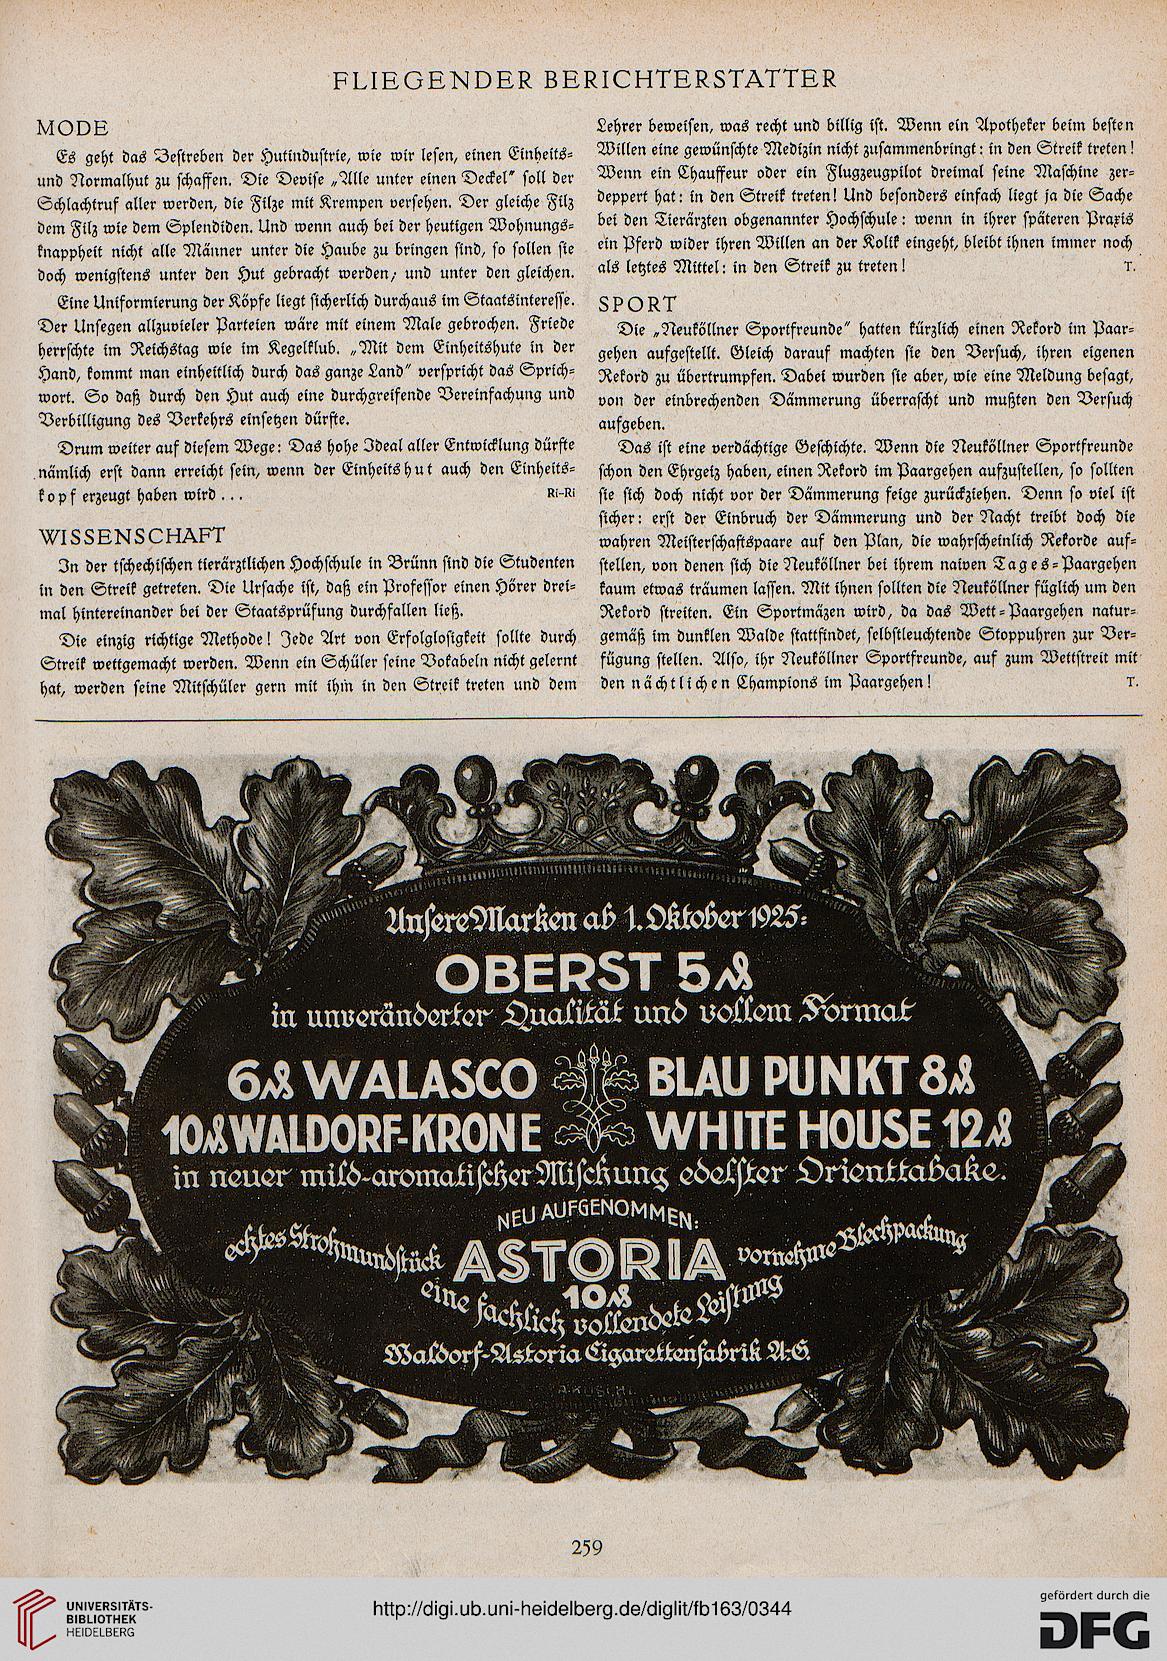 FLIEGENDER BERICHTERSTATTER
MODE
Es geht das Bestreben der Hutindustrie, wie wir lesen, einen Einheits-
und Normalhut zu schaffen. Die Devise „Alle unter einen Deckel“ soll der
Schlachtruf aller werden, die Filze mit Krempen versehen. Der gleiche Filz
dem Filz wie dem Splendiden. Und wenn auch bei der heutigen Wohnungs-
knappheit nicht alle Männer unter die Haube zu bringen sind, so sollen sie
doch wenigstens unter den Hut gebracht werden, und unter den gleichen.
Eine Uniformierung der Köpfe liegt sicherlich durchaus im Staatsinteresse.
Der Unsegen allzuvieler Parteien wäre mit einem Male gebrochen. Friede
herrschte im Reichstag wie im Kegelklub. „Mit dem Einheitshute in der
Hand, kommt man einheitlich durch das ganze Land“ verspricht das Sprich-
wort. So daß durch den Hut auch eine durchgreifende Vereinfachung und
Verbilligung des Verkehrs einsetzen dürfte.
Drum weiter auf diesem Wege: Das hohe Ideal aller Entwicklung dürfte
nämlich erst dann erreicht sein, wenn der Einheitshut auch den Einheits-
kopf erzeugt haben wird ... Ri-Ri
WISSENSCHAFT
In der tschechischen tierärztlichen Hochschule in Brünn sind die Studenten
in den Streik getreten. Die Ursache ist, daß ein Professor einen Hörer drei-
mal hintereinander bei der Staatsprüfung durchfallen ließ.
Die einzig richtige Methode! Jede Art von Erfolglosigkeit sollte durch
Streik wettgemacht werden. Wenn ein Schüler seine Vokabeln nicht gelernt
hat, werden seine Mitschüler gern mit ihm in den Streik treten und dem
Lehrer beweisen, was recht und billig ist. Wenn ein Apotheker beim besten
Willen eine gewünschte Medizin nicht zusammenbringt: in den Streik treten!
Wenn ein Chauffeur oder ein Flugzeugpilot dreimal seine Maschine zer-
deppert hat: in den Streik treten! Und besonders einfach liegt ja die Sache
bei den Tierärzten obgenannter Hochschule: wenn in ihrer späteren Praxis
ein Pferd wider ihren Willen an der Kolik eingeht, bleibt ihnen immer noch
als letztes Mittel: in den Streik zu treten! T.
SPORT
Die „Neuköllner Sportfreunde“ hatten kürzlich einen Rekord im Paar-
gehen aufgestellt. Gleich darauf machten sie den Versuch, ihren eigenen
Rekord zu übertrumpfen. Dabei wurden sie aber, wie eine Meldung besagt,
von der einbrechenden Dämmerung überrascht und mußten den Versuch
aufgeben.
Das ist eine verdächtige Geschichte. Wenn die Neuköllner Sportfreunde
schon den Ehrgeiz haben, einen Rekord im Paargehen aufzustellen, so sollten
sie sich doch nicht vor der Dämmerung feige zurückziehen. Denn so viel ist
sicher: erst der Einbruch der Dämmerung und der Nacht treibt doch die
wahren Meisterschaftspaare auf den Plan, die wahrscheinlich Rekorde auf-
stellen, von denen sich die Neuköllner bei ihrem naiven Tages-Paargehen
kaum etwas träumen lassen. Mit ihnen sollten die Neuköllner füglich um den
Rekord streiten. Ein Sportmäzen wird, da das Wett-Paargehen natur-
gemäß im dunklen Walde stattfindet, selbstleuchtende Stoppuhren zur Ver-
fügung stellen. Also, ihr Neuköllner Sportfreunde, auf zum Wettstreit mit
den nächtlichen Champions im Paargehen! T.
Unsere Marken ab 1. Oktober 1925:
OBERST 5₰
in unveränderter Qualität und vollem Format
6₰ WALASCO BLAU PUNKT 8₰
10₰ WALDORF-KRONE WHITE HOUSE 12₰
in neuer mild-aromatischer Mischung edelster Orienttabake.
NEU AUFGENOMMEN:
echtes Strohmundstück ASTORIA vornehme Blechpackung
10₰
eine fachlich vollendete Leistung
Waldorf-Astoria Cigarettenfabrik A.G.
259
UNIVERSITÄTS-
BIBLIOTHEK
HEIDELBERG
http://digi.ub.uni-heidelberg.de/diglit/fb163/0344
gefördert durch die
DFG